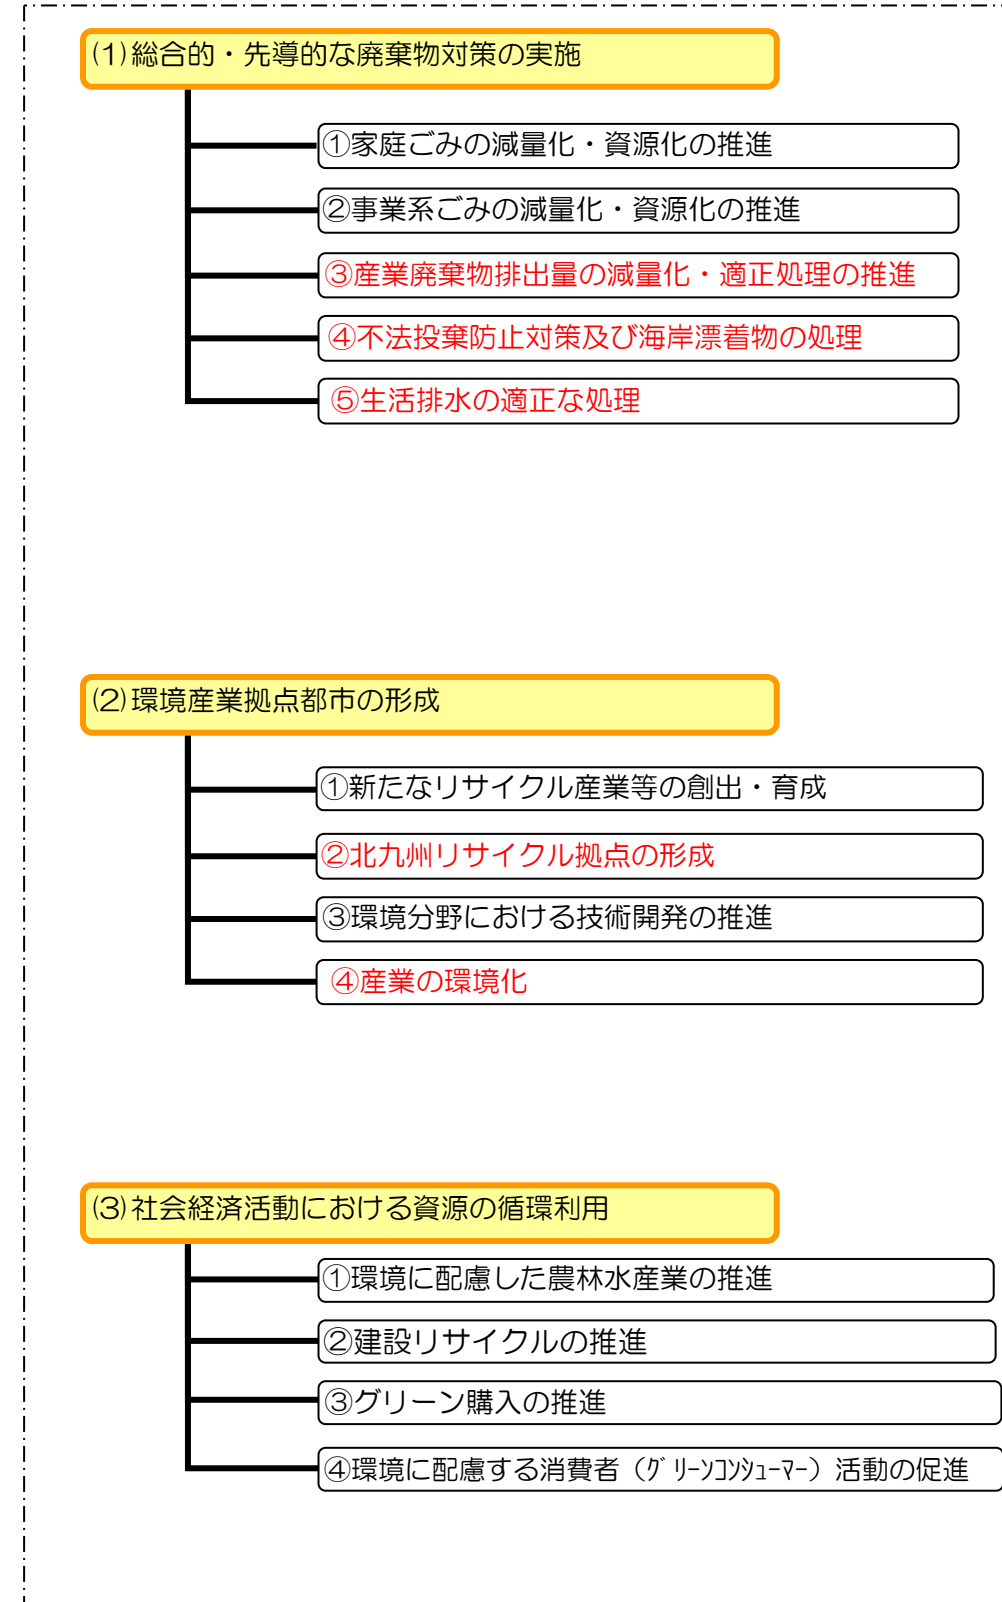 (1)総合的・先導的な廃棄物対策の実施
①家庭ごみの減量化・資源化の推進
②事業系ごみの減量化・資源化の推進
③産業廃棄物排出量の減量化・適正処理の推進
④不法投棄防止対策及び海岸漂着物の処理
⑤生活排水の適正な処理
(2)環境産業拠点都市の形成
①新たなリサイクル産業等の創出・育成
②北九州リサイクル拠点の形成
③環境分野における技術開発の推進
④産業の環境化
(3)社会経済活動における資源の循環利用
①環境に配慮した農林水産業の推進
②建設リサイクルの推進
③グリーン購入の推進
④環境に配慮する消費者（ｸﾞﾘｰﾝｺﾝｼｭｰﾏｰ）活動の促進